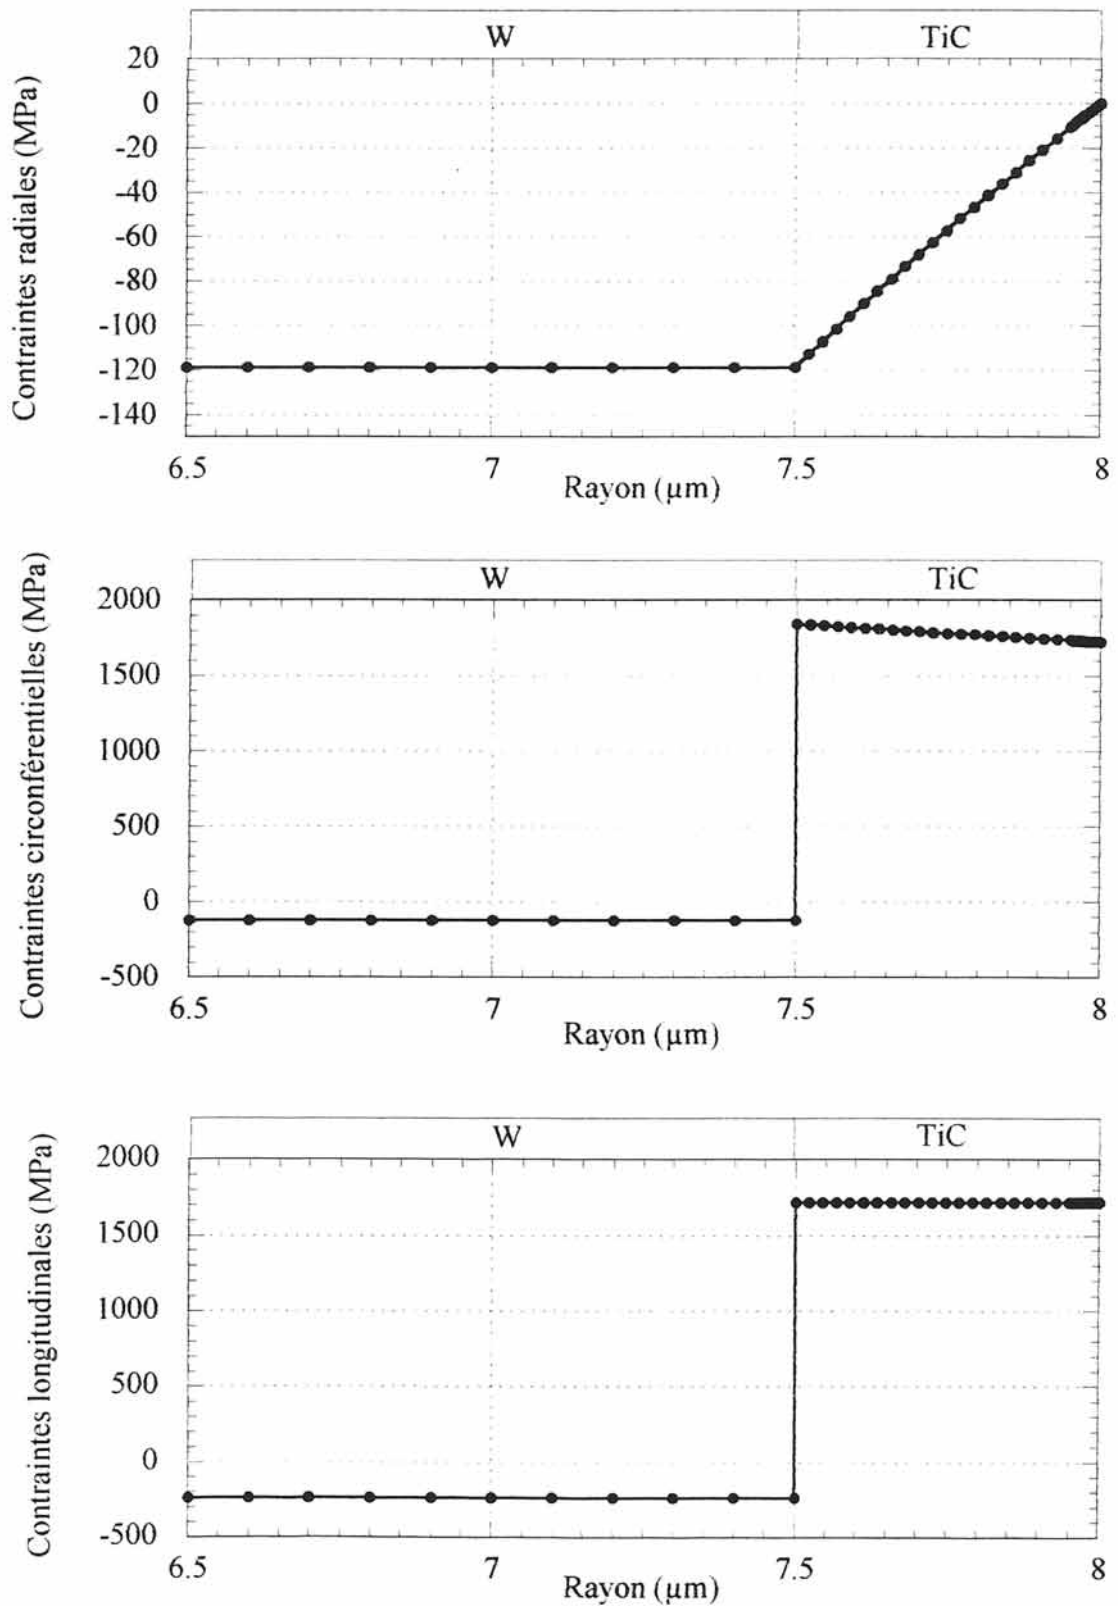 W TiC
Contraintes radiales (MPa)
20
0
-20
-40
-60
-80
-100
-120
-140
6.5 7 7.5 8
Rayon (µm)
W TiC
Contraintes circonférentielles (MPa)
2000
1500
1000
500
0
-500
6.5 7 7.5 8
Rayon (µm)
W TiC
Contraintes longitudinales (MPa)
2000
1500
1000
500
0
-500
6.5 7 7.5 8
Rayon (µm)